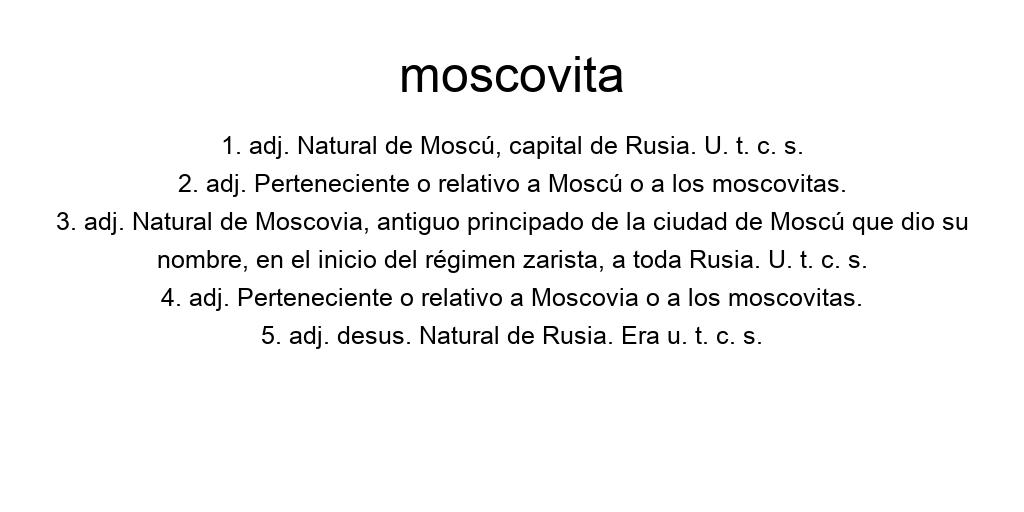 moscovita
1. adj. Natural de Moscú, capital de Rusia. U. t. c. s.
2. adj. Perteneciente o relativo a Moscú o a los moscovitas.
3. adj. Natural de Moscovia, antiguo principado de la ciudad de Moscú que dio su
nombre, en el inicio del régimen zarista, a toda Rusia. U. t. c. s.
4. adj. Perteneciente o relativo a Moscovia o a los moscovitas.
5. adj. desus. Natural de Rusia. Era u. t. c. s.